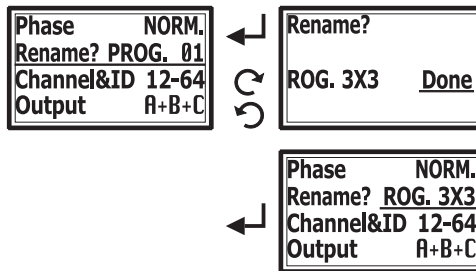 Phase NORM.
Rename? PROG. 01
Channel&ID 12-64
Output A+B+C
Rename?
ROG. 3X3 Done
Phase NORM.
Rename? ROG. 3X3
Channel&ID 12-64
Output A+B+C